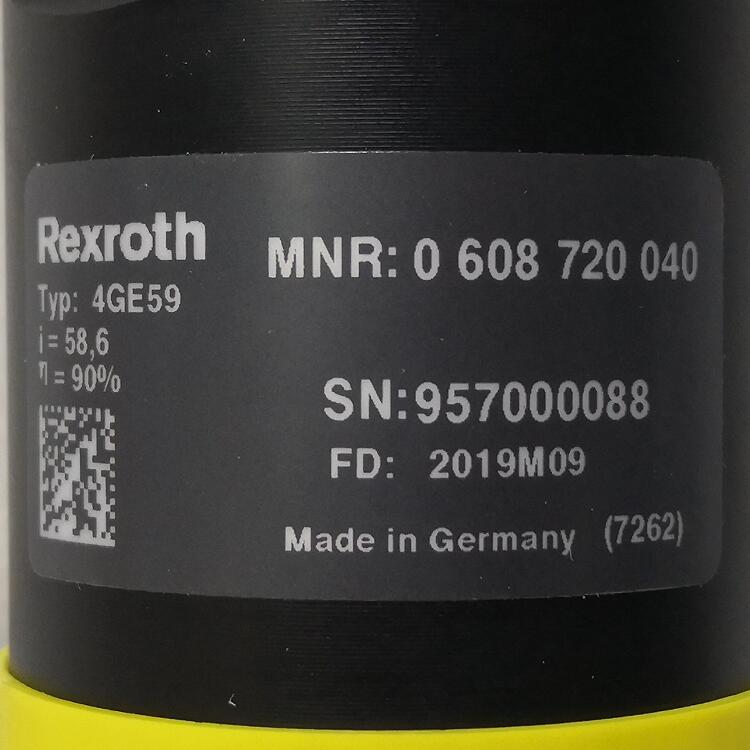 Rexroth
Typ: 4GE59
i = 58,6
η = 90%
MNR: 0 608 720 040
SN:957000088
FD: 2019M09
Made in Germany (7262)